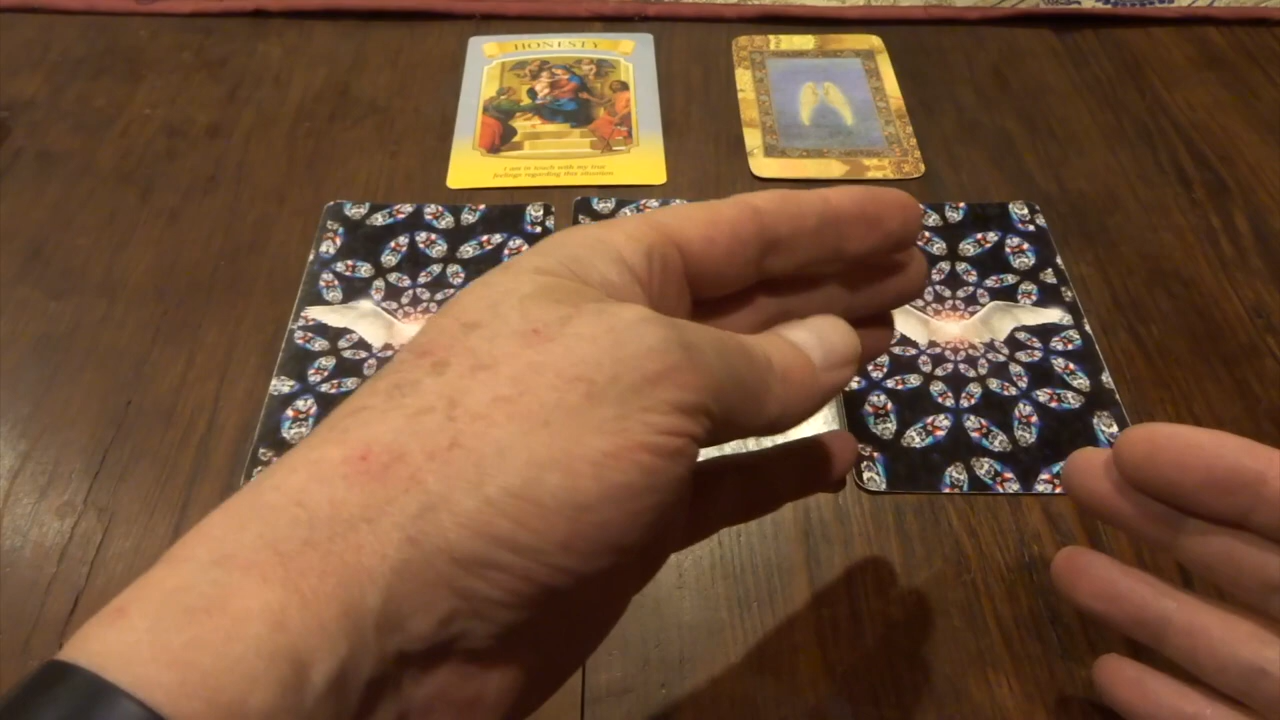 HONESTY
I am in touch with my true
feelings regarding this situation